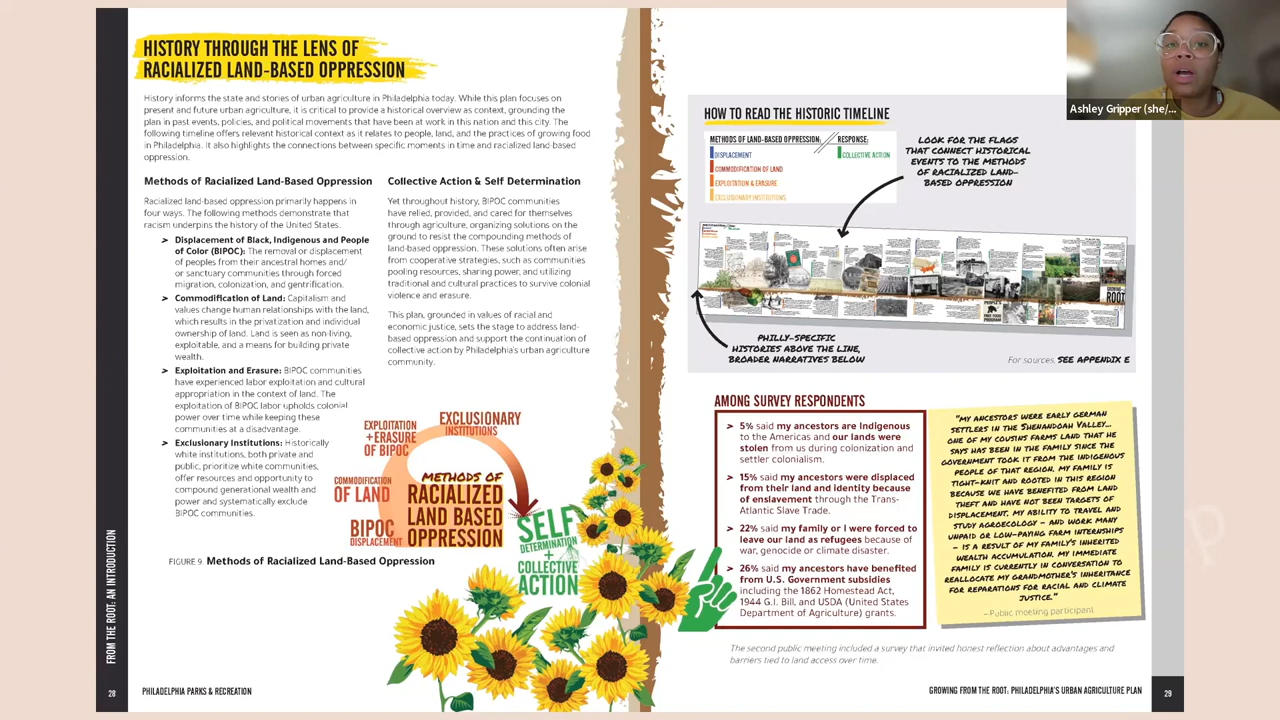 HISTORY THROUGH THE LENS OF
RACIALIZED LAND-BASED OPPRESSION
History informs the state and stories of urban agriculture in Philadelphia today. While this plan focuses on
present and future urban agriculture, it is critical to provide a historical overview as context, grounding the
plan in past events, policies, and political movements that have been at work in this nation and this city. The
following timeline offers relevant historical context as it relates to people, land, and the practices of growing food
in Philadelphia. It also highlights the connections between specific moments in time and racialized land-based
oppression.
Methods of Racialized Land-Based Oppression
Racialized land-based oppression primarily happens in
four ways. The following methods demonstrate that
racism underpins the history of the United States.
➤ Displacement of Black, Indigenous and People
of Color (BIPOC): The removal or displacement
of peoples from their ancestral homes and/
or sanctuary communities through forced
migration, colonization, and gentrification.
➤ Commodification of Land: Capitalism and
values change human relationships with the land,
which results in the privatization and individual
ownership of land. Land is seen as non-living,
exploitable, and a means for building private
wealth.
➤ Exploitation and Erasure: BIPOC communities
have experienced labor exploitation and cultural
appropriation in the context of land. The
exploitation of BIPOC labor upholds colonial
power over time while keeping these
communities at a disadvantage.
➤ Exclusionary Institutions: Historically
white institutions, both private and
public, prioritize white communities,
offer resources and opportunity to
compound generational wealth and
power and systematically exclude
BIPOC communities.
Collective Action & Self Determination
Yet throughout history, BIPOC communities
have relied, provided, and cared for themselves
through agriculture, organizing solutions on the
ground to resist the compounding methods of
land-based oppression. These solutions often arise
from cooperative strategies, such as communities
pooling resources, sharing power, and utilizing
traditional and cultural practices to survive colonial
violence and erasure.
This plan, grounded in values of racial and
economic justice, sets the stage to address land-
based oppression and support the continuation of
collective action by Philadelphia's urban agriculture
community.
EXCLUSIONARY
INSTITUTIONS
EXPLOITATION
+ERASURE
OF BIPOC
COMMODIFICATION
OF LAND
BIPOC
DISPLACEMENT
METHODS OF
RACIALIZED
LAND BASED
OPPRESSION
SELF
DETERMINATION
+
COLLECTIVE
ACTION
FIGURE 9. Methods of Racialized Land-Based Oppression
FROM THE ROOT: AN INTRODUCTION
28
PHILADELPHIA PARKS & RECREATION
HOW TO READ THE HISTORIC TIMELINE
METHODS OF LAND-BASED OPPRESSION: RESPONSE:
DISPLACEMENT COLLECTIVE ACTION
COMMODIFICATION OF LAND
EXPLOITATION & ERASURE
EXCLUSIONARY INSTITUTIONS
LOOK FOR THE FLAGS
THAT CONNECT HISTORICAL
EVENTS TO THE METHODS
OF RACIALIZED LAND-
BASED OPPRESSION
PHILLY-SPECIFIC
HISTORIES ABOVE THE LINE,
BROADER NARRATIVES BELOW
For sources, SEE APPENDIX E
AMONG SURVEY RESPONDENTS
➤ 5% said my ancestors are Indigenous
to the Americas and our lands were
stolen from us during colonization and
settler colonialism.
➤ 15% said my ancestors were displaced
from their land and identity because
of enslavement through the Trans-
Atlantic Slave Trade.
➤ 22% said my family or I were forced to
leave our land as refugees because of
war, genocide or climate disaster.
➤ 26% said my ancestors have benefited
from U.S. Government subsidies
including the 1862 Homestead Act,
1944 G.I. Bill, and USDA (United States
Department of Agriculture) grants.
"MY ANCESTORS WERE EARLY GERMAN
SETTLERS IN THE SHENANDOAH VALLEY...
ONE OF MY COUSINS FARMS LAND THAT HE
SAYS HAS BEEN IN THE FAMILY SINCE THE
GOVERNMENT TOOK IT FROM THE INDIGENOUS
PEOPLE OF THAT REGION. MY FAMILY IS
TIGHT-KNIT AND ROOTED IN THIS REGION
BECAUSE WE HAVE BENEFITED FROM LAND
THEFT AND HAVE NOT BEEN TARGETS OF
DISPLACEMENT. MY ABILITY TO TRAVEL AND
STUDY AGROECOLOGY – AND WORK MANY
UNPAID OR LOW-PAYING FARM INTERNSHIPS
– IS A RESULT OF MY FAMILY'S INHERITED
WEALTH ACCUMULATION. MY IMMEDIATE
FAMILY IS CURRENTLY IN CONVERSATION TO
REALLOCATE MY GRANDMOTHER'S INHERITANCE
FOR REPARATIONS FOR RACIAL AND CLIMATE
JUSTICE."
– Public meeting participant
The second public meeting included a survey that invited honest reflection about advantages and
barriers tied to land access over time.
GROWING FROM THE ROOT: PHILADELPHIA'S URBAN AGRICULTURE PLAN
29
Ashley Gripper (she/...